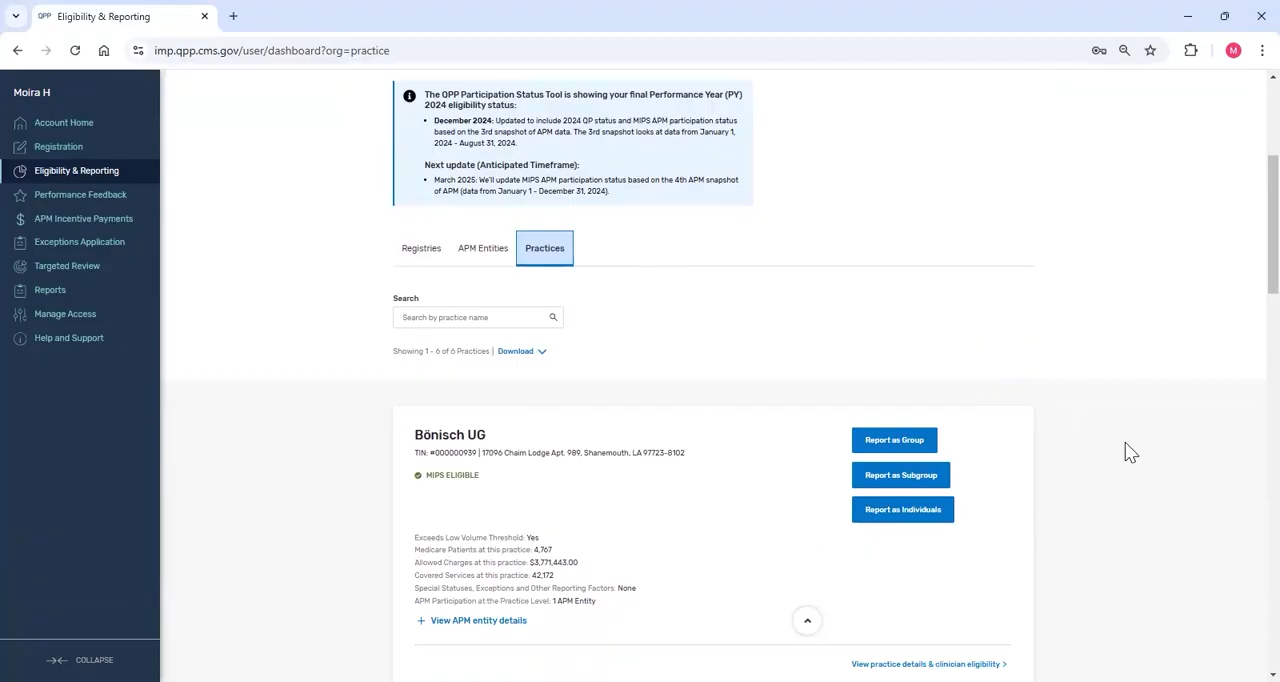 QPP Eligibility & Reporting
imp.qpp.cms.gov/user/dashboard?org=practice
M
Moira H
Account Home
Registration
Eligibility & Reporting
Performance Feedback
APM Incentive Payments
Exceptions Application
Targeted Review
Reports
Manage Access
Help and Support
COLLAPSE
The QPP Participation Status Tool is showing your final Performance Year (PY)
2024 eligibility status:
• December 2024: Updated to include 2024 QP status and MIPS APM participation status
based on the 3rd snapshot of APM data. The 3rd snapshot looks at data from January 1,
2024 - August 31, 2024.
Next update (Anticipated Timeframe):
• March 2025: We'll update MIPS APM participation status based on the 4th APM snapshot
of APM (data from January 1 - December 31, 2024).
Registries APM Entities Practices
Search
Search by practice name
Showing 1 - 6 of 6 Practices | Download
Bönisch UG
TIN: #000000939 | 17096 Chaim Lodge Apt. 989, Shanemouth, LA 97723-8102
MIPS ELIGIBLE
Report as Group
Report as Subgroup
Report as Individuals
Exceeds Low Volume Threshold: Yes
Medicare Patients at this practice: 4,767
Allowed Charges at this practice: $3,771,443.00
Covered Services at this practice: 42,172
Special Statuses, Exceptions and Other Reporting Factors: None
APM Participation at the Practice Level: 1 APM Entity
+ View APM entity details
View practice details & clinician eligibility >